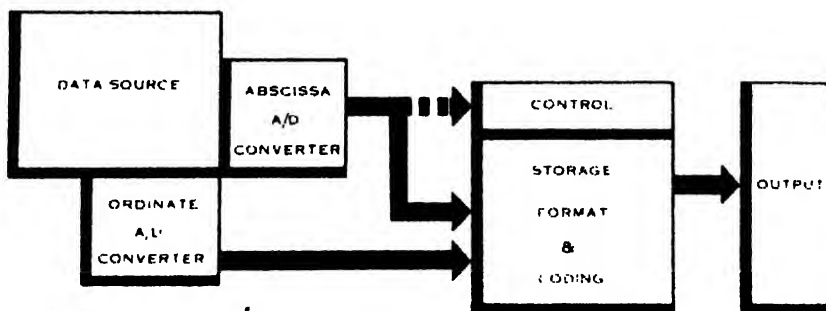 DATA SOURCE
ABSCISSA
A/D
CONVERTER
ORDINATE
A/D
CONVERTER
CONTROL
STORAGE
FORMAT
&
CODING
OUTPUT